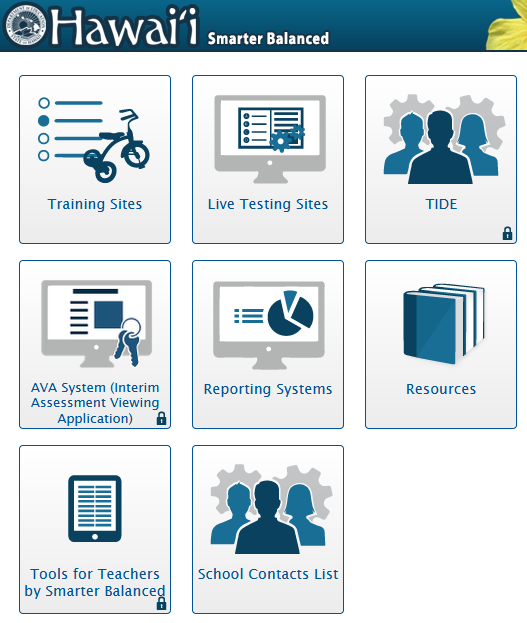 Hawai'i Smarter Balanced
Training Sites
Live Testing Sites
TIDE
AVA System (Interim
Assessment Viewing
Application)
Reporting Systems
Resources
Tools for Teachers
by Smarter Balanced
School Contacts List